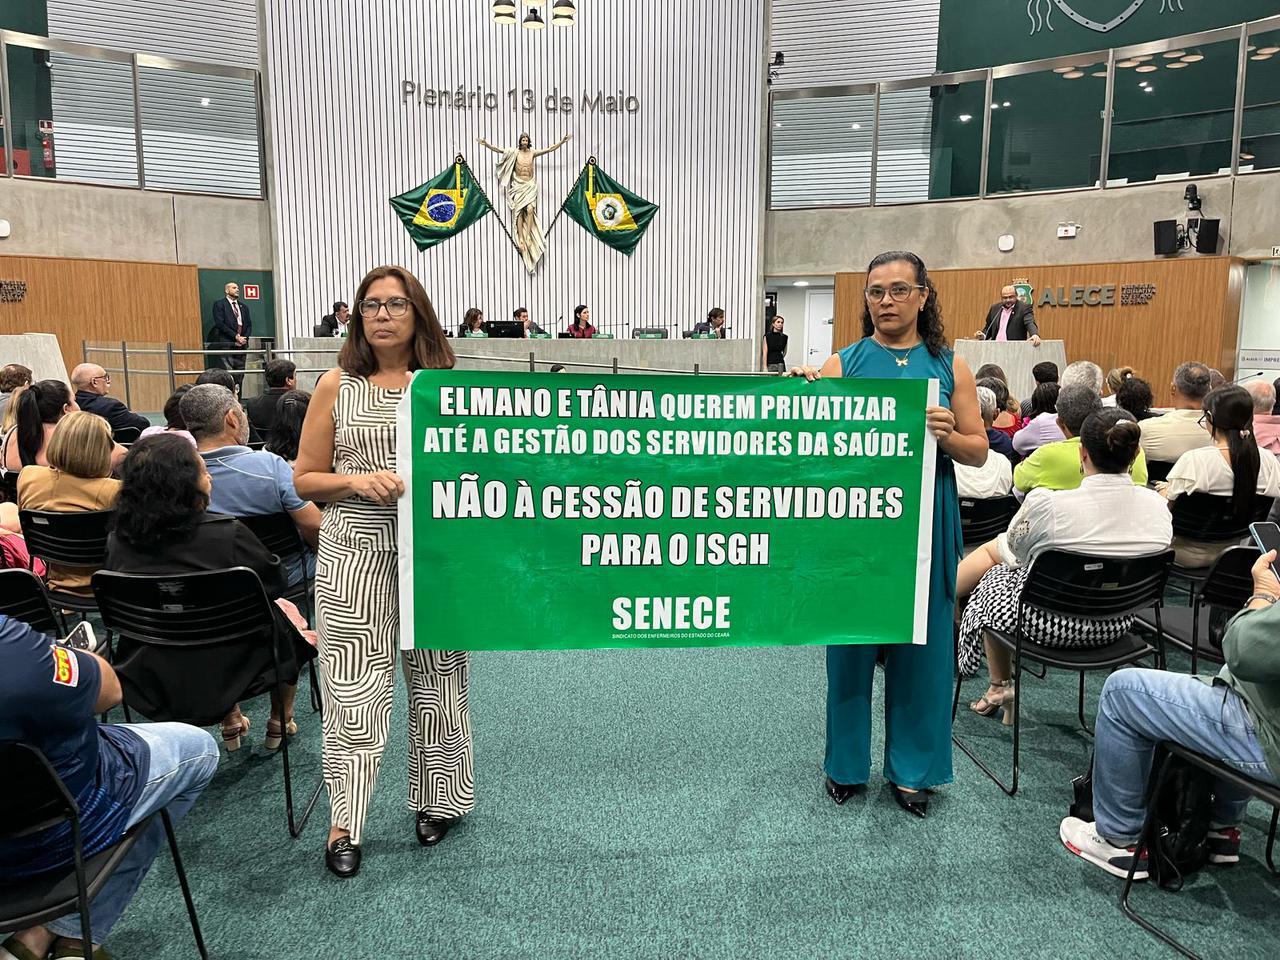 Plenário 13 de Maio
ALECE
ELMANO E TÂNIA QUEREM PRIVATIZAR
ATÉ A GESTÃO DOS SERVIDORES DA SAÚDE.
NÃO À CESSÃO DE SERVIDORES
PARA O ISGH
SENECE
SINDICATO DOS ENFERMEIROS DO ESTADO DO CEARÁ
H